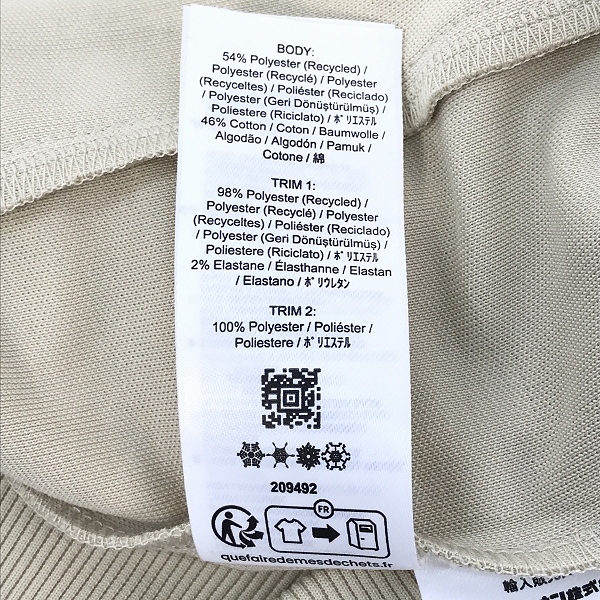 BODY:
54% Polyester (Recycled) /
Polyester (Recyclé) / Polyester
(Recyceltes) / Poliéster (Reciclado)
/ Polyester (Geri Dönüştürülmüş) /
Poliestere (Riciclato) / ﾎﾟﾘｴｽﾃﾙ
46% Cotton / Coton / Baumwolle /
Algodão / Algodón / Pamuk /
Cotone / 綿
TRIM 1:
98% Polyester (Recycled) /
Polyester (Recyclé) / Polyester
(Recyceltes) / Poliéster (Reciclado)
/ Polyester (Geri Dönüştürülmüş) /
Poliestere (Riciclato) / ﾎﾟﾘｴｽﾃﾙ
2% Elastane / Élasthanne / Elastan
/ Elastano / ﾎﾟﾘｳﾚﾀﾝ
TRIM 2:
100% Polyester / Poliéster /
Poliestere / ﾎﾟﾘｴｽﾃﾙ
209492
FR
quefairedemesdechets.fr
輸入販